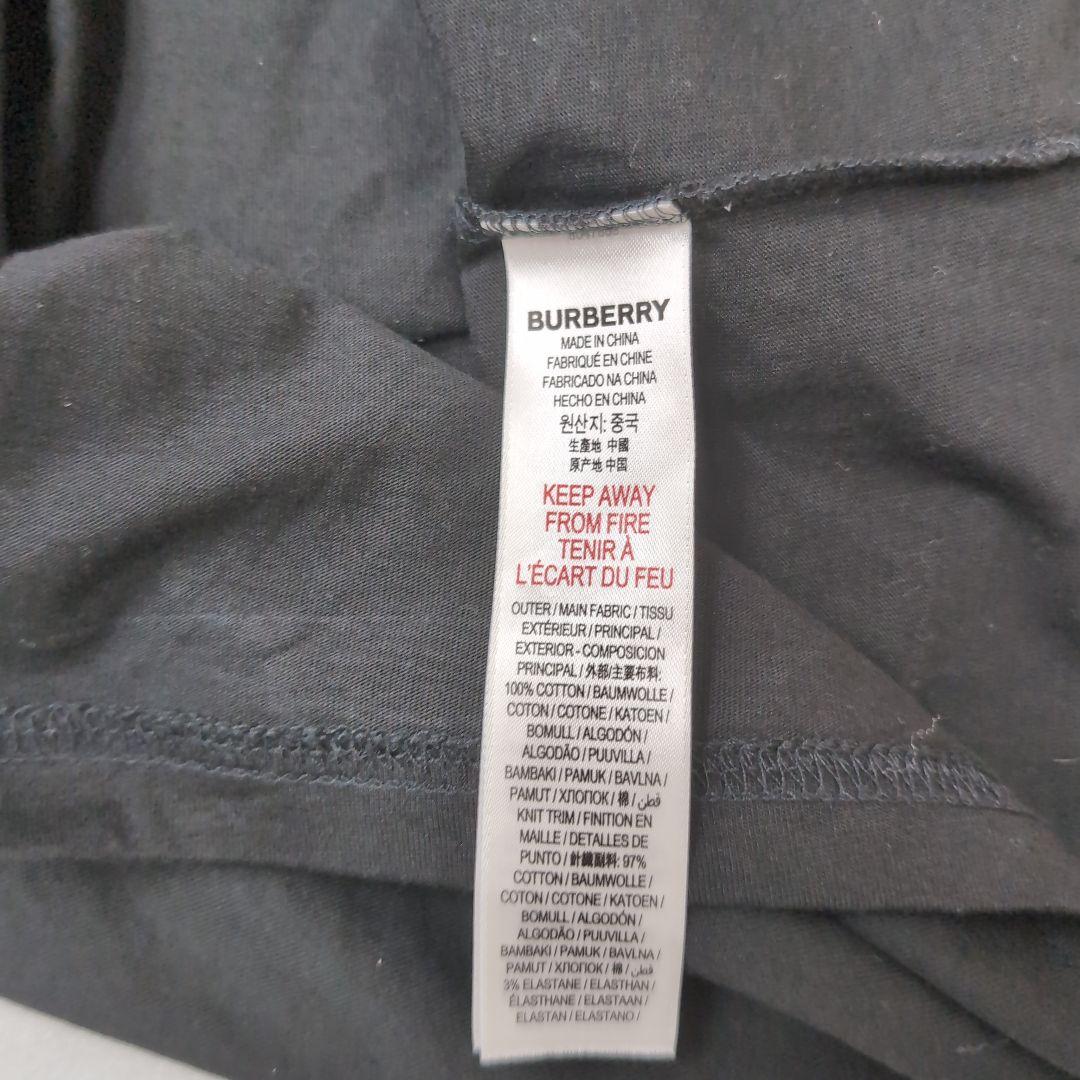 BURBERRY
MADE IN CHINA
FABRIQUÉ EN CHINE
FABRICADO NA CHINA
HECHO EN CHINA
원산지: 중국
生產地 中國
原产地 中国
KEEP AWAY
FROM FIRE
TENIR À
L'ÉCART DU FEU
OUTER / MAIN FABRIC / TISSU
EXTÉRIEUR / PRINCIPAL /
EXTERIOR - COMPOSICION
PRINCIPAL / 外部/主要布料:
100% COTTON / BAUMWOLLE /
COTON / COTONE / KATOEN /
BOMULL / ALGODÓN /
ALGODÃO / PUUVILLA /
BAMBAKI / PAMUK / BAVLNA /
PAMUT / ХЛОПОК / 棉 / قطن
KNIT TRIM / FINITION EN
MAILLE / DETALLES DE
PUNTO / 針織副料: 97%
COTTON / BAUMWOLLE /
COTON / COTONE / KATOEN /
BOMULL / ALGODÓN /
ALGODÃO / PUUVILLA /
BAMBAKI / PAMUK / BAVLNA /
PAMUT / ХЛОПОК / 棉 / قطن
3% ELASTANE / ELASTHAN /
ÉLASTHANE / ELASTAAN /
ELASTAN / ELASTANO /